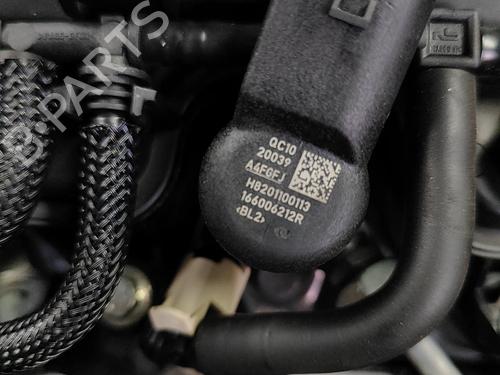 B-PARTS
QC10
20039
A4FGFJ
H8201100113
166006212R
‹BL2›